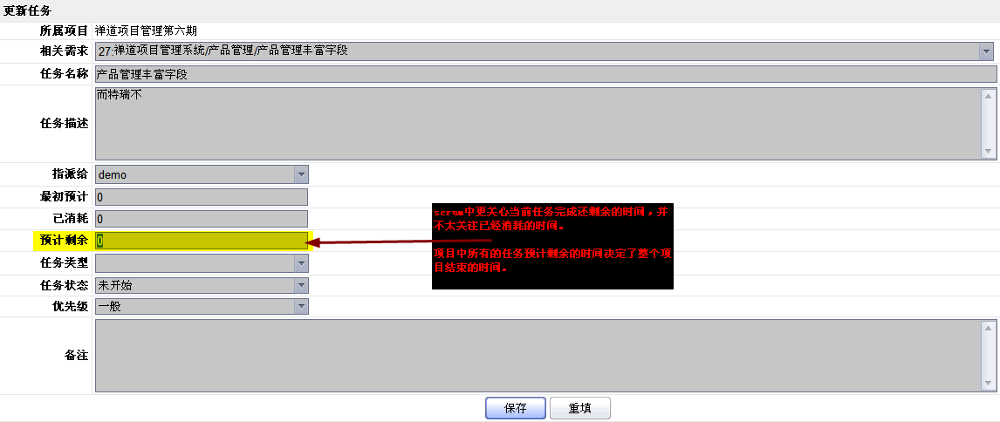 更新任务
所属项目 禅道项目管理第六期
相关需求 27:禅道项目管理系统/产品管理/产品管理丰富字段
任务名称 产品管理丰富字段
任务描述 而特瑞不
指派给 demo
最初预计 0
已消耗 0
预计剩余 0
scrum中更关心当前任务完成还剩余的时间，并
不太关注已经消耗的时间。
项目中所有的任务预计剩余的时间决定了整个项
目结束的时间。
任务类型
任务状态 未开始
优先级 一般
备注
保存 重填